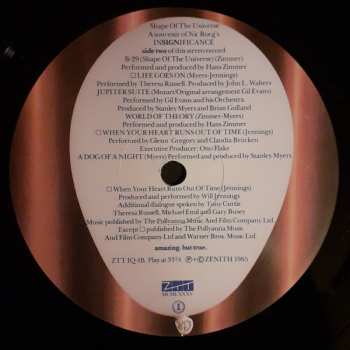 Shape Of The Universe
A souvenir of Nic Roeg's
INSIGNIFICANCE
side two of this stereo record
B-29 (Shape Of The Universe) (Zimmer)
Performed and produced by Hans Zimmer
☐ LIFE GOES ON (Myers-Jennings)
Performed by Theresa Russell. Produced by John L. Walters
JUPITER SUITE (Mozart/Original arrangement Gil Evans)
Performed by Gil Evans and his Orchestra
Produced by Stanley Myers and Brian Gulland
WORLD OF THEORY (Zimmer-Myers)
Performed and produced by Hans Zimmer
☐ WHEN YOUR HEART RUNS OUT OF TIME (Jennings)
Performed by Glenn Gregory and Claudia Brücken
Executive Producer: Otto Flake
A DOG OF A NIGHT (Myers) Performed and produced by Stanley Myers
☐ When Your Heart Runs Out Of Time (Jennings)
Produced and performed by Will Jennings
Additional dialogue spoken by Tony Curtis
Theresa Russell, Michael Emil and Gary Busey
Music published by The Pollyanna Music And Film Company Ltd
Except ☐ published by The Pollyanna Music
And Film Company Ltd and Warner Bros. Music Ltd.
amazing: but true.
ZTT IQ 4B. Play at 33⅓ ℗+© ZENITH 1985
ZTT
MCMLXXXV
i